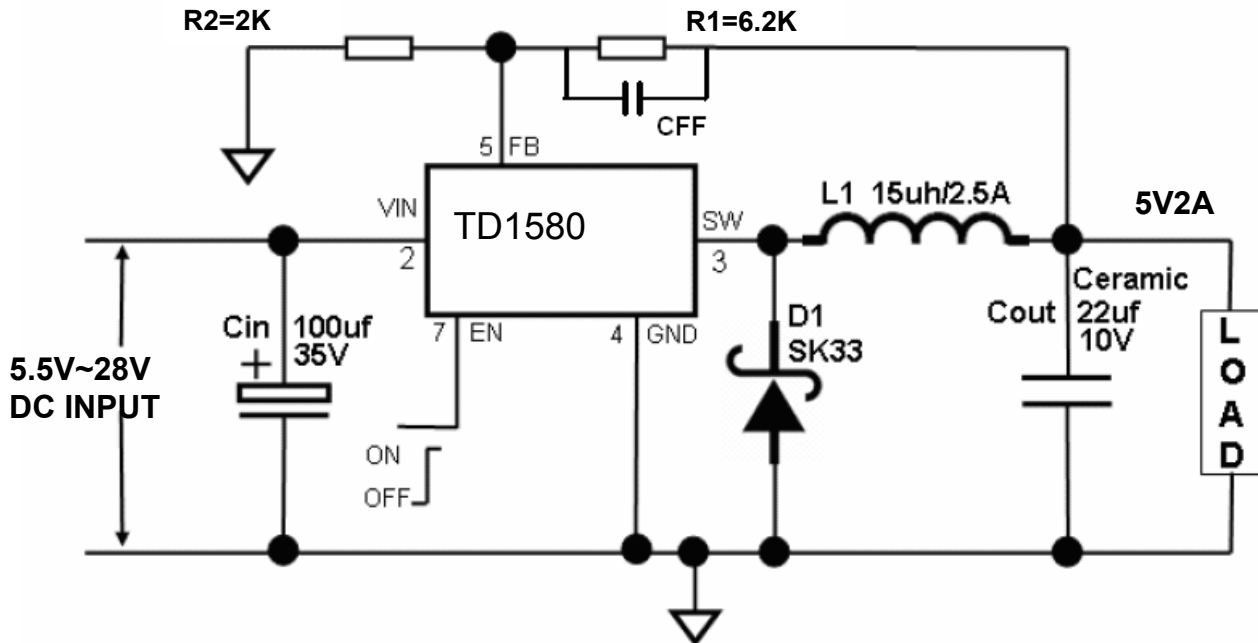 R2=2K
R1=6.2K
CFF
5 FB
VIN
2
TD1580
SW
3
L1 15uh/2.5A
5V2A
7 EN
4 GND
Cin 100uf
35V
+
5.5V~28V
DC INPUT
ON
OFF
D1
SK33
Ceramic
Cout 22uf
10V
L
O
A
D